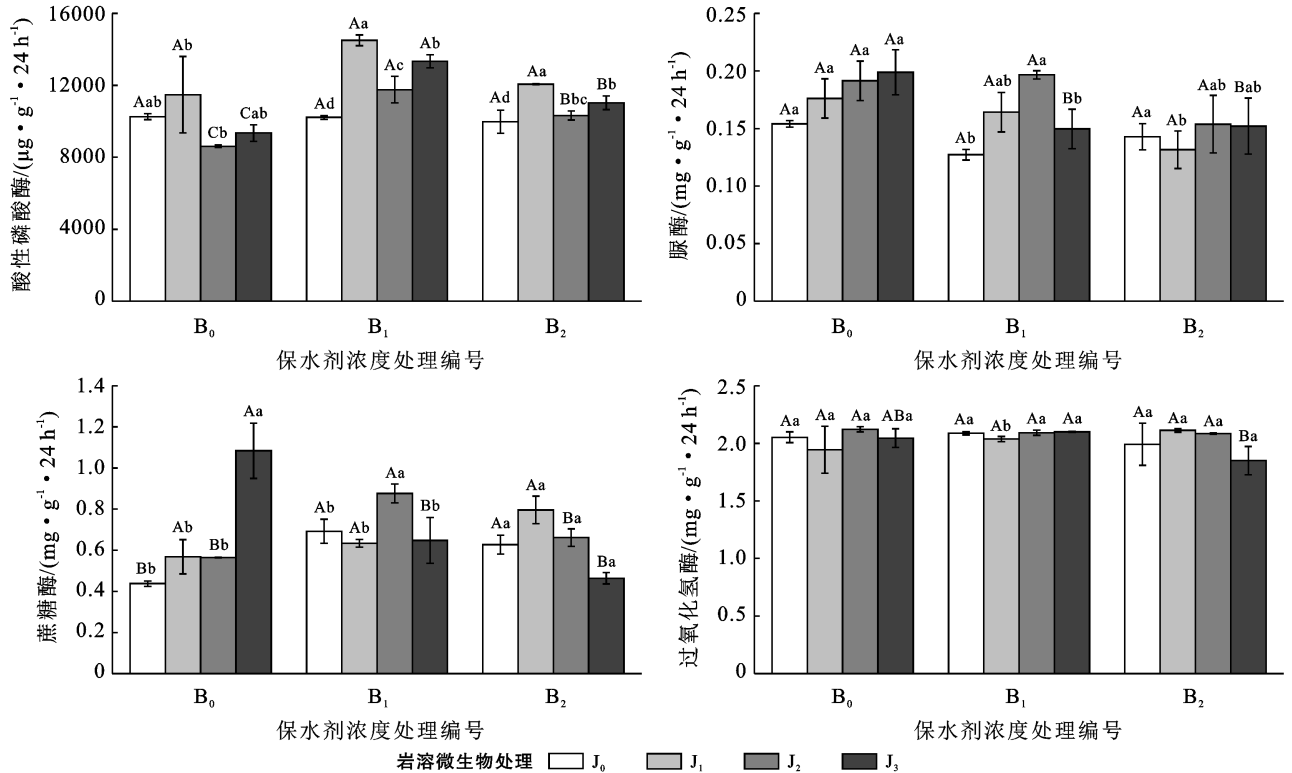 酸性磷酸酶/(μg•g⁻¹•24 h⁻¹)
16000
12000
8000
4000
0
Aab Ab Cb Cab
Ad Aa Ac Ab
Ad Aa Bbc Bb
B₀ B₁ B₂
保水剂浓度处理编号
脲酶/(mg•g⁻¹•24 h⁻¹)
0.25
0.20
0.15
0.10
0.05
0
Aa Aa Aa Aa
Ab Aab Aa Bb
Aa Ab Aab Bab
B₀ B₁ B₂
保水剂浓度处理编号
蔗糖酶/(mg•g⁻¹•24 h⁻¹)
1.4
1.2
1.0
0.8
0.6
0.4
0.2
0
Bb Ab Bb Aa
Ab Ab Aa Bb
Aa Aa Ba Ba
B₀ B₁ B₂
保水剂浓度处理编号
过氧化氢酶/(mg•g⁻¹•24 h⁻¹)
2.5
2.0
1.5
2.0
0.5
0
Aa Aa Aa ABa
Aa Ab Aa Aa
Aa Aa Aa Ba
B₀ B₁ B₂
保水剂浓度处理编号
岩溶微生物处理 J₀ J₁ J₂ J₃